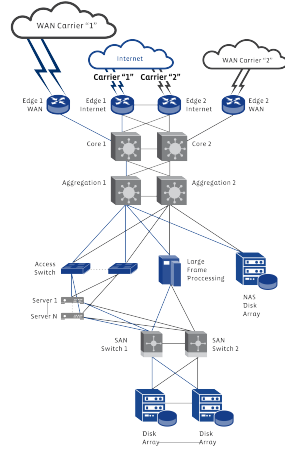 WAN Carrier "1"
Internet
WAN Carrier "2"
Carrier "1" Carrier "2"
Edge 1
WAN
Edge 1
Internet
Edge 2
Internet
Edge 2
WAN
Core 1
Core 2
Aggregation 1
Aggregation 2
Access
Switch
Large
Frame
Proccessing
NAS
Disk
Array
Server 1
Server N
SAN
Switch 1
SAN
Switch 2
Disk
Array
Disk
Array